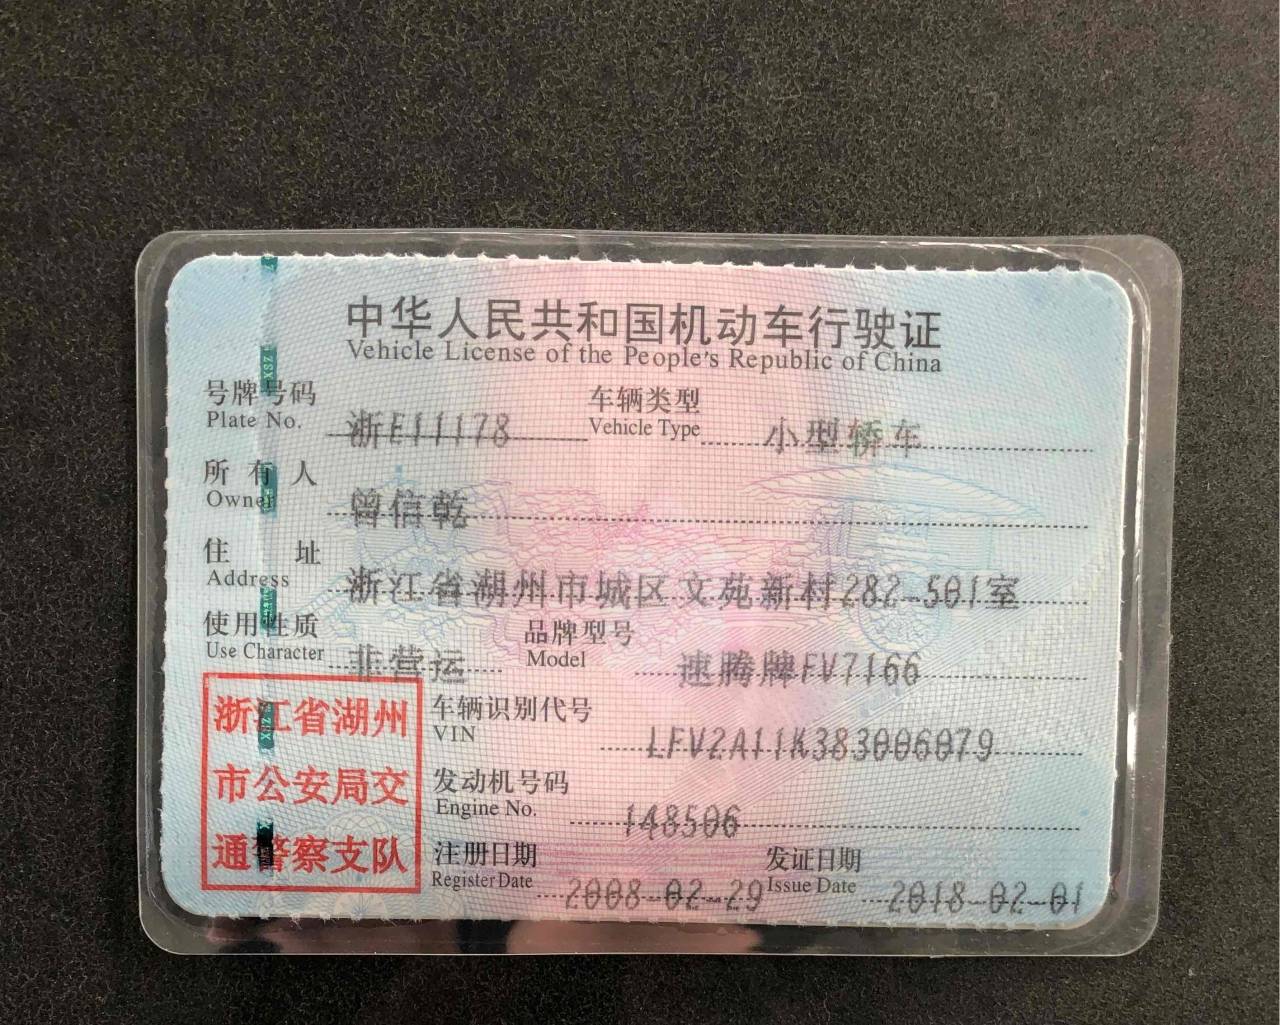 中华人民共和国机动车行驶证
Vehicle License of the People's Republic of China
号牌号码 浙E11178 车辆类型 小型轿车
Plate No. Vehicle Type
所有人 曾信乾
Owner
住址 浙江省湖州市城区文苑新村282-501室
Address
使用性质 非营运 品牌型号 速腾牌FV7166
Use Character Model
浙江省湖州
市公安局交
通警察支队
车辆识别代号 LFV2A11K383006079
VIN
发动机号码 148506
Engine No.
注册日期 2008-02-29 发证日期 2018-02-01
Register Date Issue Date